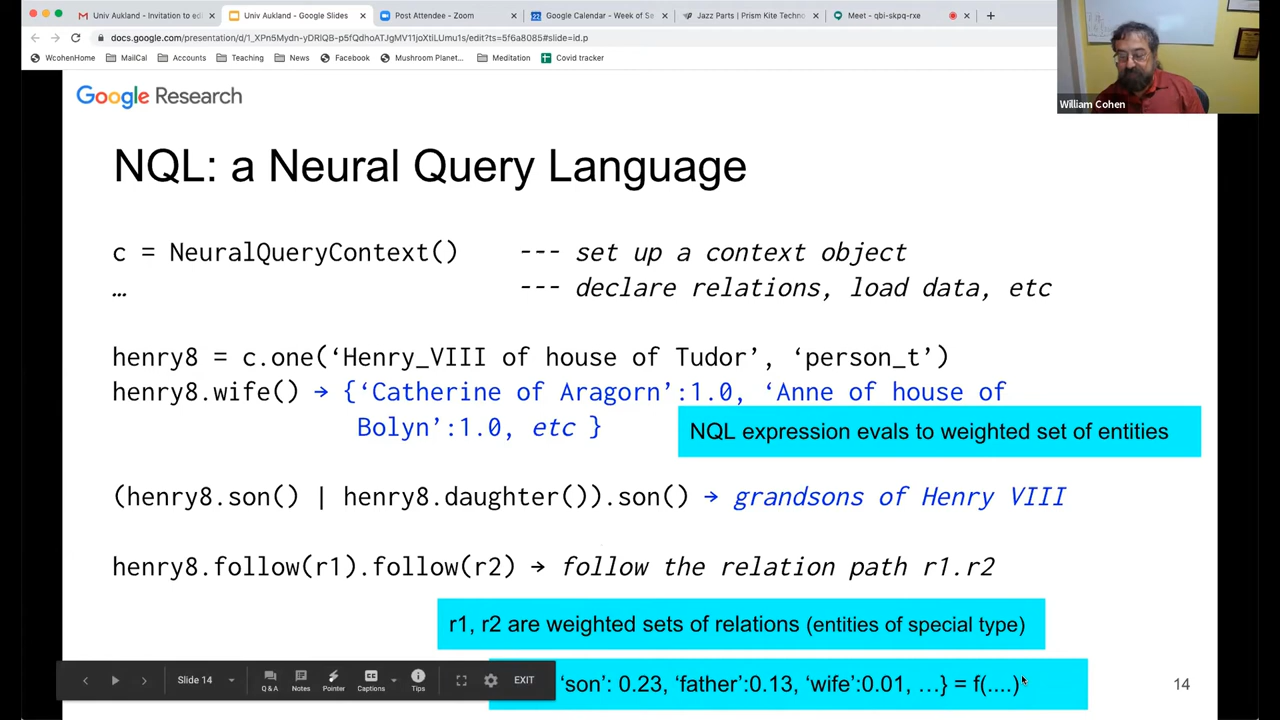 Univ Aukland - Invitation to edi
Univ Aukland - Google Slides
Post Attendee - Zoom
Google Calendar - Week of Se
Jazz Parts | Prism Kite Techno
Meet - qbi-skpq-rxe
docs.google.com/presentation/d/1_XPn5Mydn-yDRlQB-p5fQdhoATJgMV11joXtiLUmu1s/edit?ts=5f6a8085#slide=id.p
WcohenHome
MailCal
Accounts
Teaching
News
Facebook
Mushroom Planet...
Meditation
Covid tracker
William Cohen
Google Research
NQL: a Neural Query Language
c = NeuralQueryContext() --- set up a context object
… --- declare relations, load data, etc
henry8 = c.one(‘Henry_VIII of house of Tudor’, ‘person_t’)
henry8.wife() → {‘Catherine of Aragorn’:1.0, ‘Anne of house of
Bolyn’:1.0, etc }
NQL expression evals to weighted set of entities
(henry8.son() | henry8.daughter()).son() → grandsons of Henry VIII
henry8.follow(r1).follow(r2) → follow the relation path r1.r2
r1, r2 are weighted sets of relations (entities of special type)
‘son’: 0.23, ‘father’:0.13, ‘wife’:0.01, …} = f(....)
Slide 14
Q & A
Notes
Pointer
Captions
Tips
EXIT
14